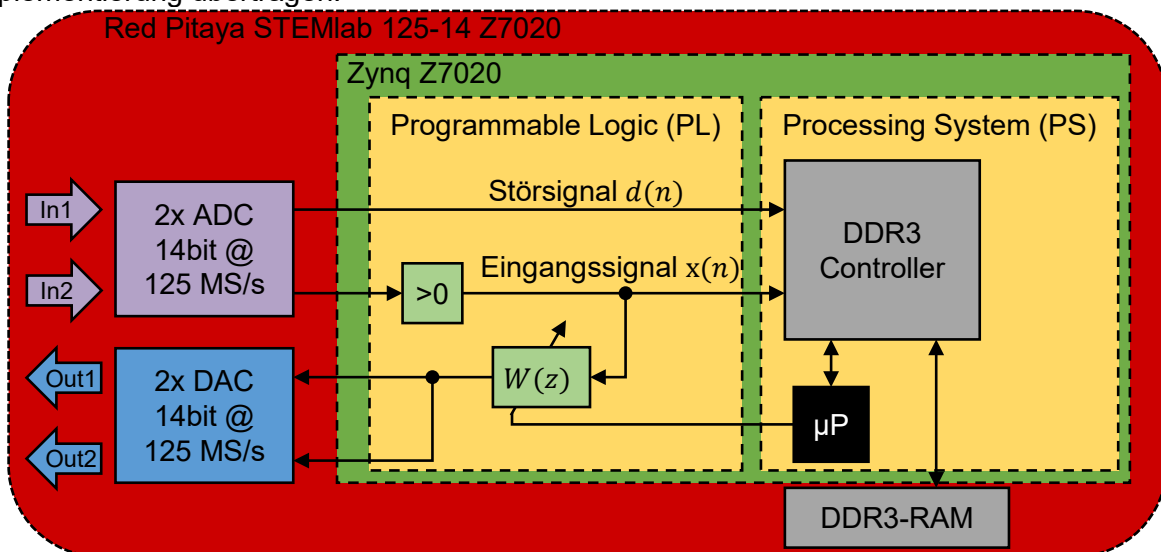 Red Pitaya STEMlab 125-14 Z7020
Zynq Z7020
Programmable Logic (PL)
Processing System (PS)
In1
In2
2x ADC
14bit @
125 MS/s
Störsignal d(n)
>0
Eingangssignal x(n)
DDR3
Controller
Out1
Out2
2x DAC
14bit @
125 MS/s
W(z)
µP
DDR3-RAM